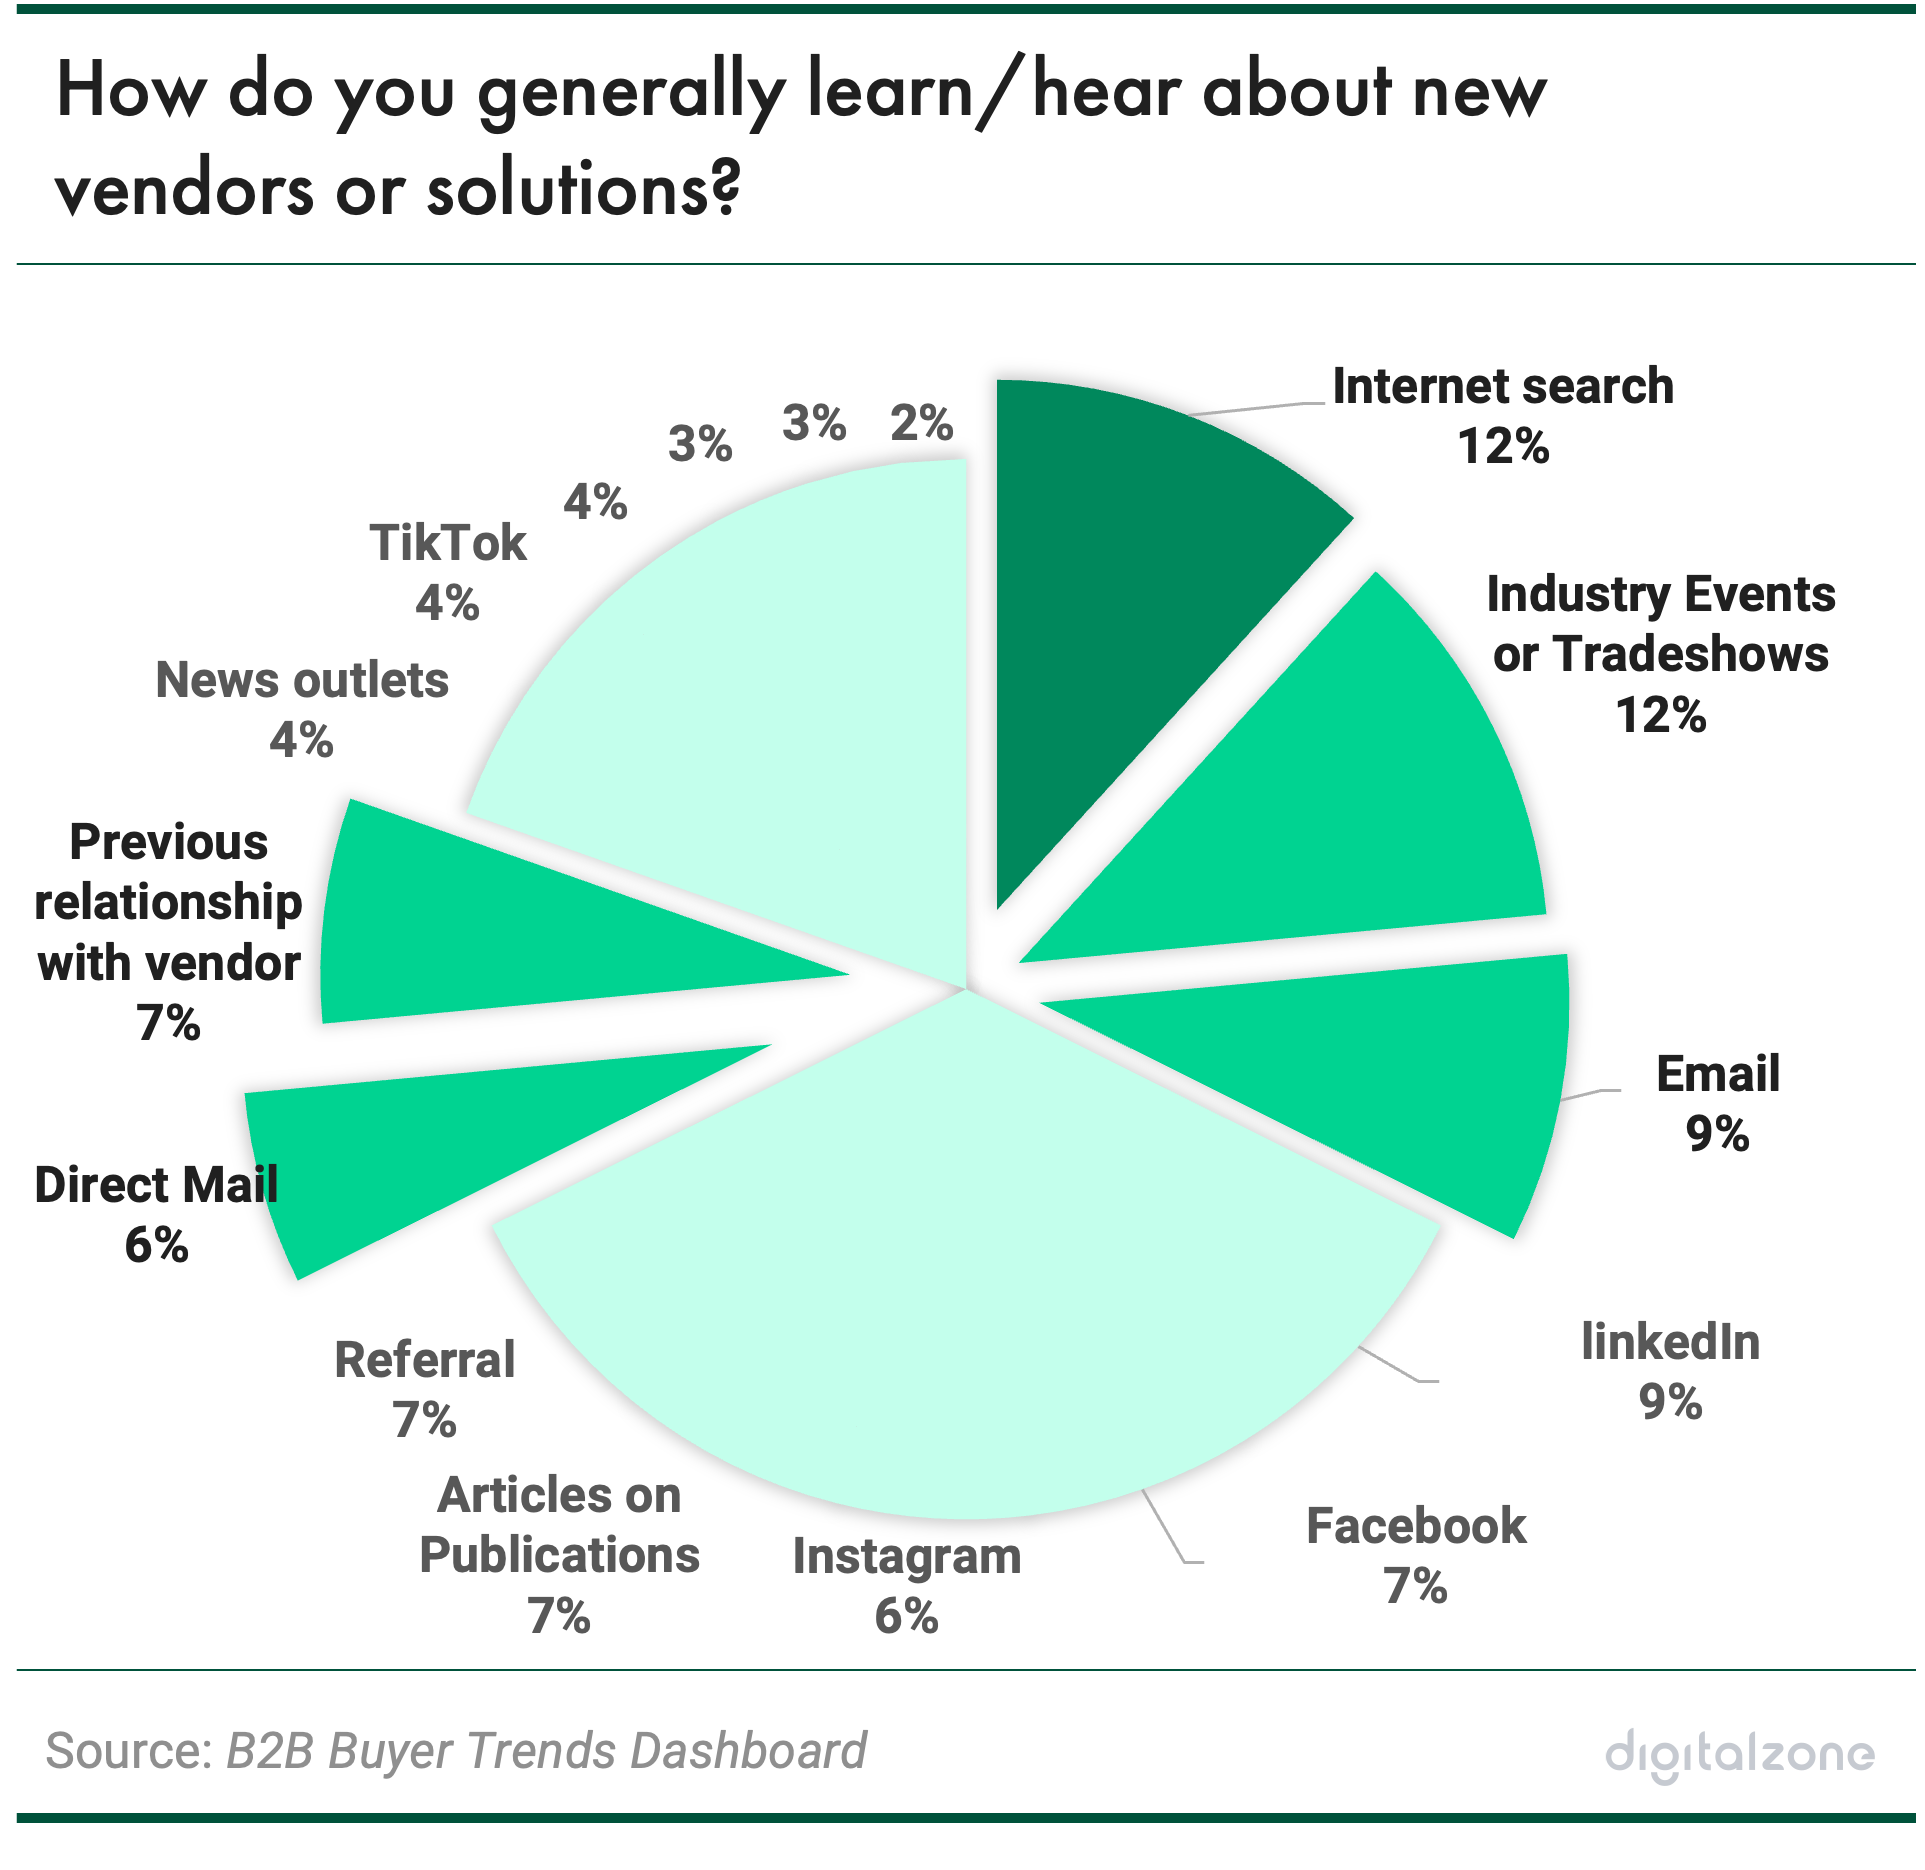 How do you generally learn/hear about new
vendors or solutions?
Internet search
12%
Industry Events
or Tradeshows
12%
Email
9%
linkedIn
9%
Facebook
7%
Instagram
6%
Articles on
Publications
7%
Referral
7%
Direct Mail
6%
Previous
relationship
with vendor
7%
News outlets
4%
TikTok
4%
4%
3%
3%
2%
Source: B2B Buyer Trends Dashboard
digitalzone